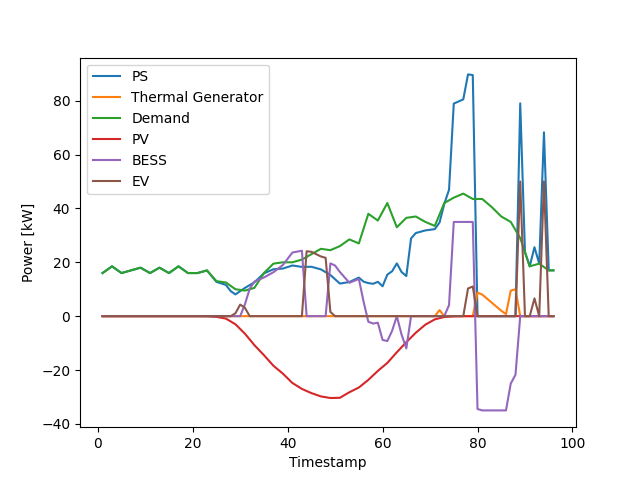 PS
Thermal Generator
Demand
PV
BESS
EV
80
60
40
20
0
−20
−40
Power [kW]
0 20 40 60 80 100
Timestamp